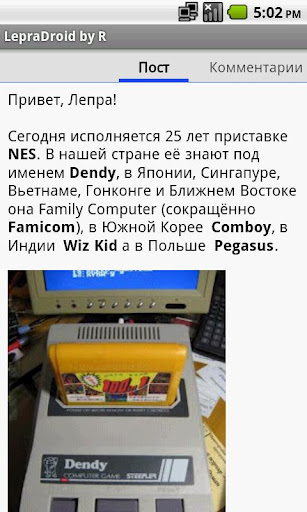 5:02 PM
LepraDroid by R
Пост
Комментарии
Привет, Лепра!
Сегодня исполняется 25 лет приставке
NES. В нашей стране её знают под
именем Dendy, в Японии, Сингапуре,
Вьетнаме, Гонконге и Ближнем Востоке
она Family Computer (сокращённо
Famicom), в Южной Корее Comboy, в
Индии Wiz Kid а в Польше Pegasus.
Dendy
COMPUTER GAME STEEPLER